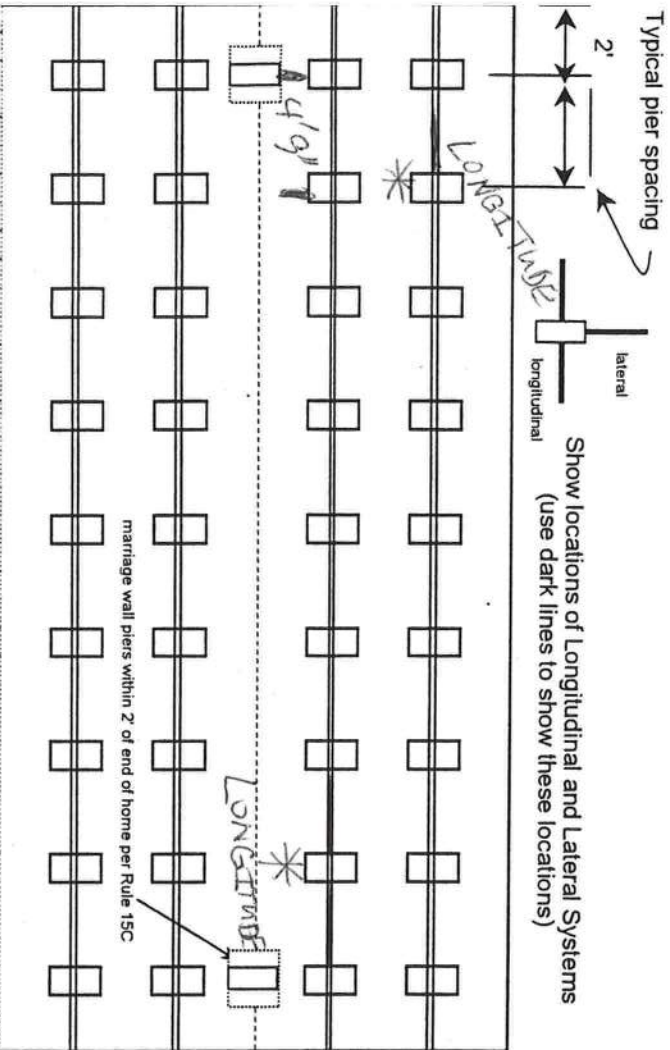 Typical pier spacing
2'
lateral
longitudinal
Show locations of Longitudinal and Lateral Systems
(use dark lines to show these locations)
LONGITUDE
4'9"
LONGITUDE
marriage wall piers within 2' of end of home per Rule 15C